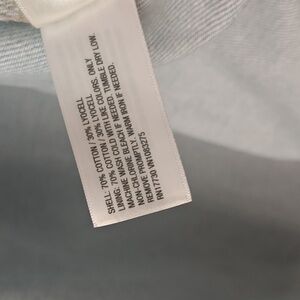 SHELL: 70% COTTON / 30% LYOCELL
LINING: 70% COTTON / 30% LYOCELL
MACHINE WASH COLD WITH LIKE COLORS. ONLY
NON-CHLORINE BLEACH IF NEEDED. TUMBLE DRY LOW.
REMOVE PROMPTLY. WARM IRON IF NEEDED.
RN17730 VN1063275